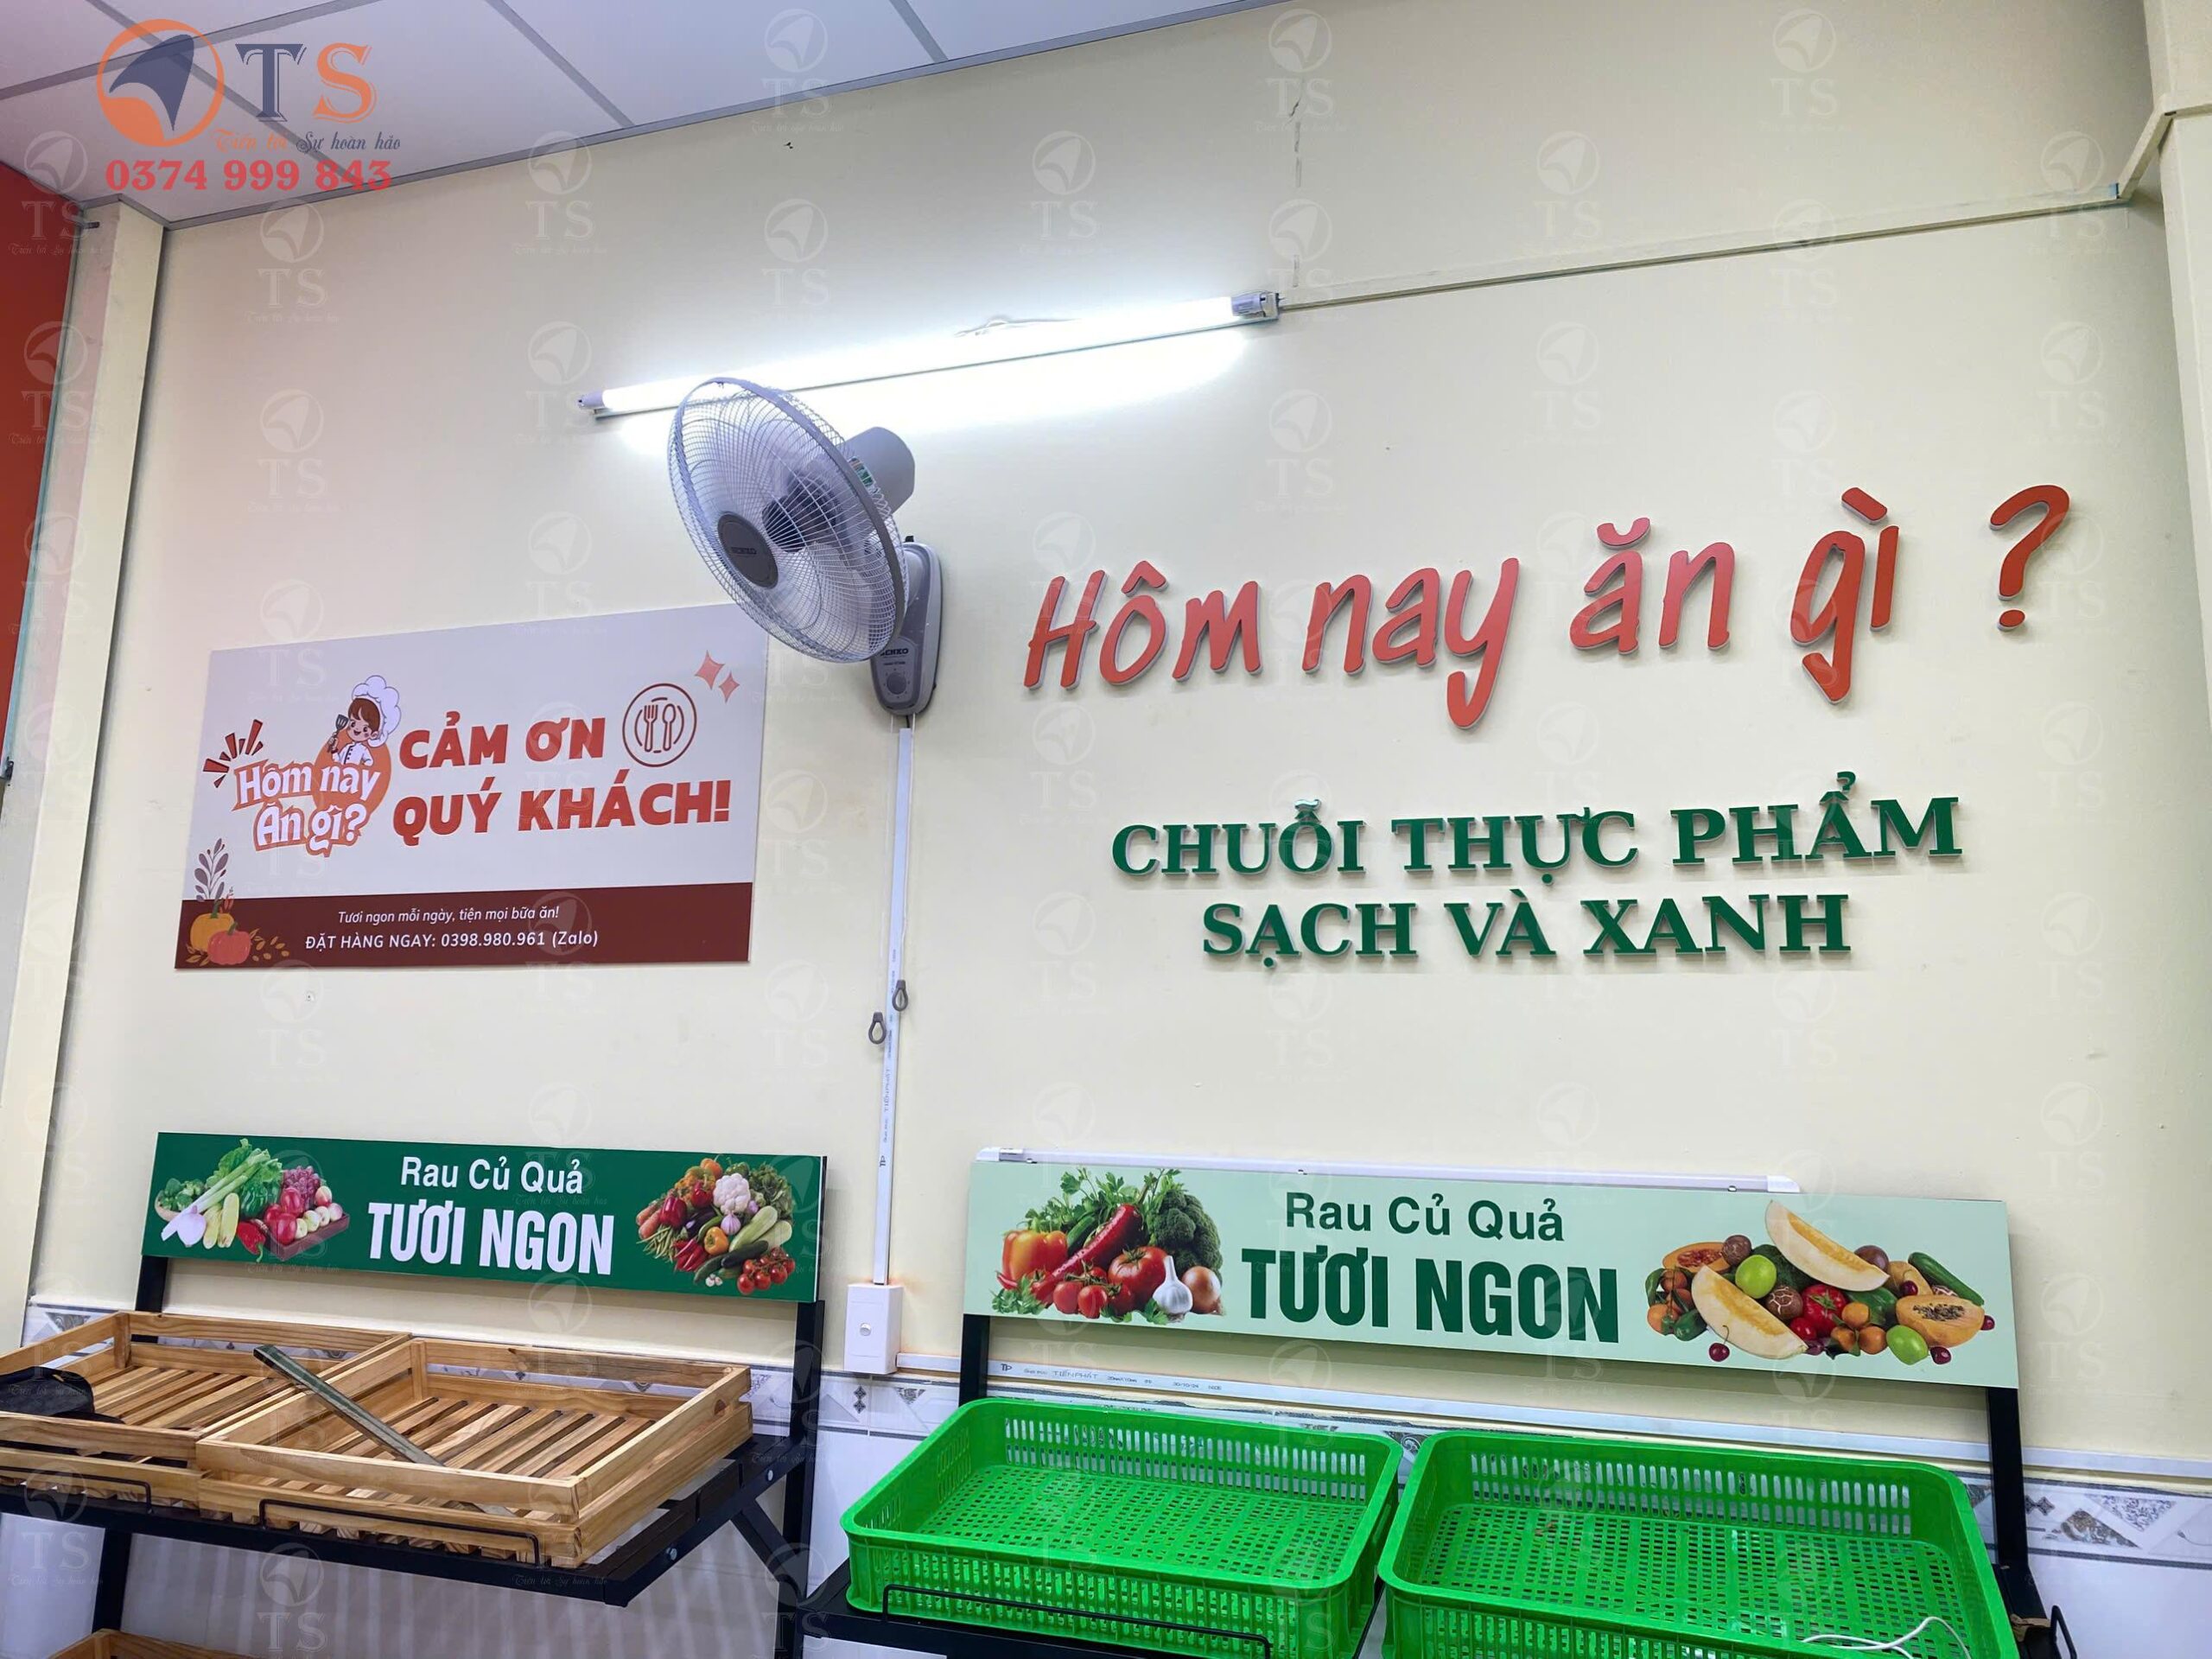 TS
Tiến tới Sự hoàn hảo
0374 999 843
Hôm nay ăn gì ?
CHUỖI THỰC PHẨM
SẠCH VÀ XANH
Hôm nay
Ăn gì?
CẢM ƠN
QUÝ KHÁCH!
Tươi ngon mỗi ngày, tiện mọi bữa ăn!
ĐẶT HÀNG NGAY: 0398.980.961 (Zalo)
Rau Củ Quả
TƯƠI NGON
Rau Củ Quả
TƯƠI NGON
TIẾN PHÁT